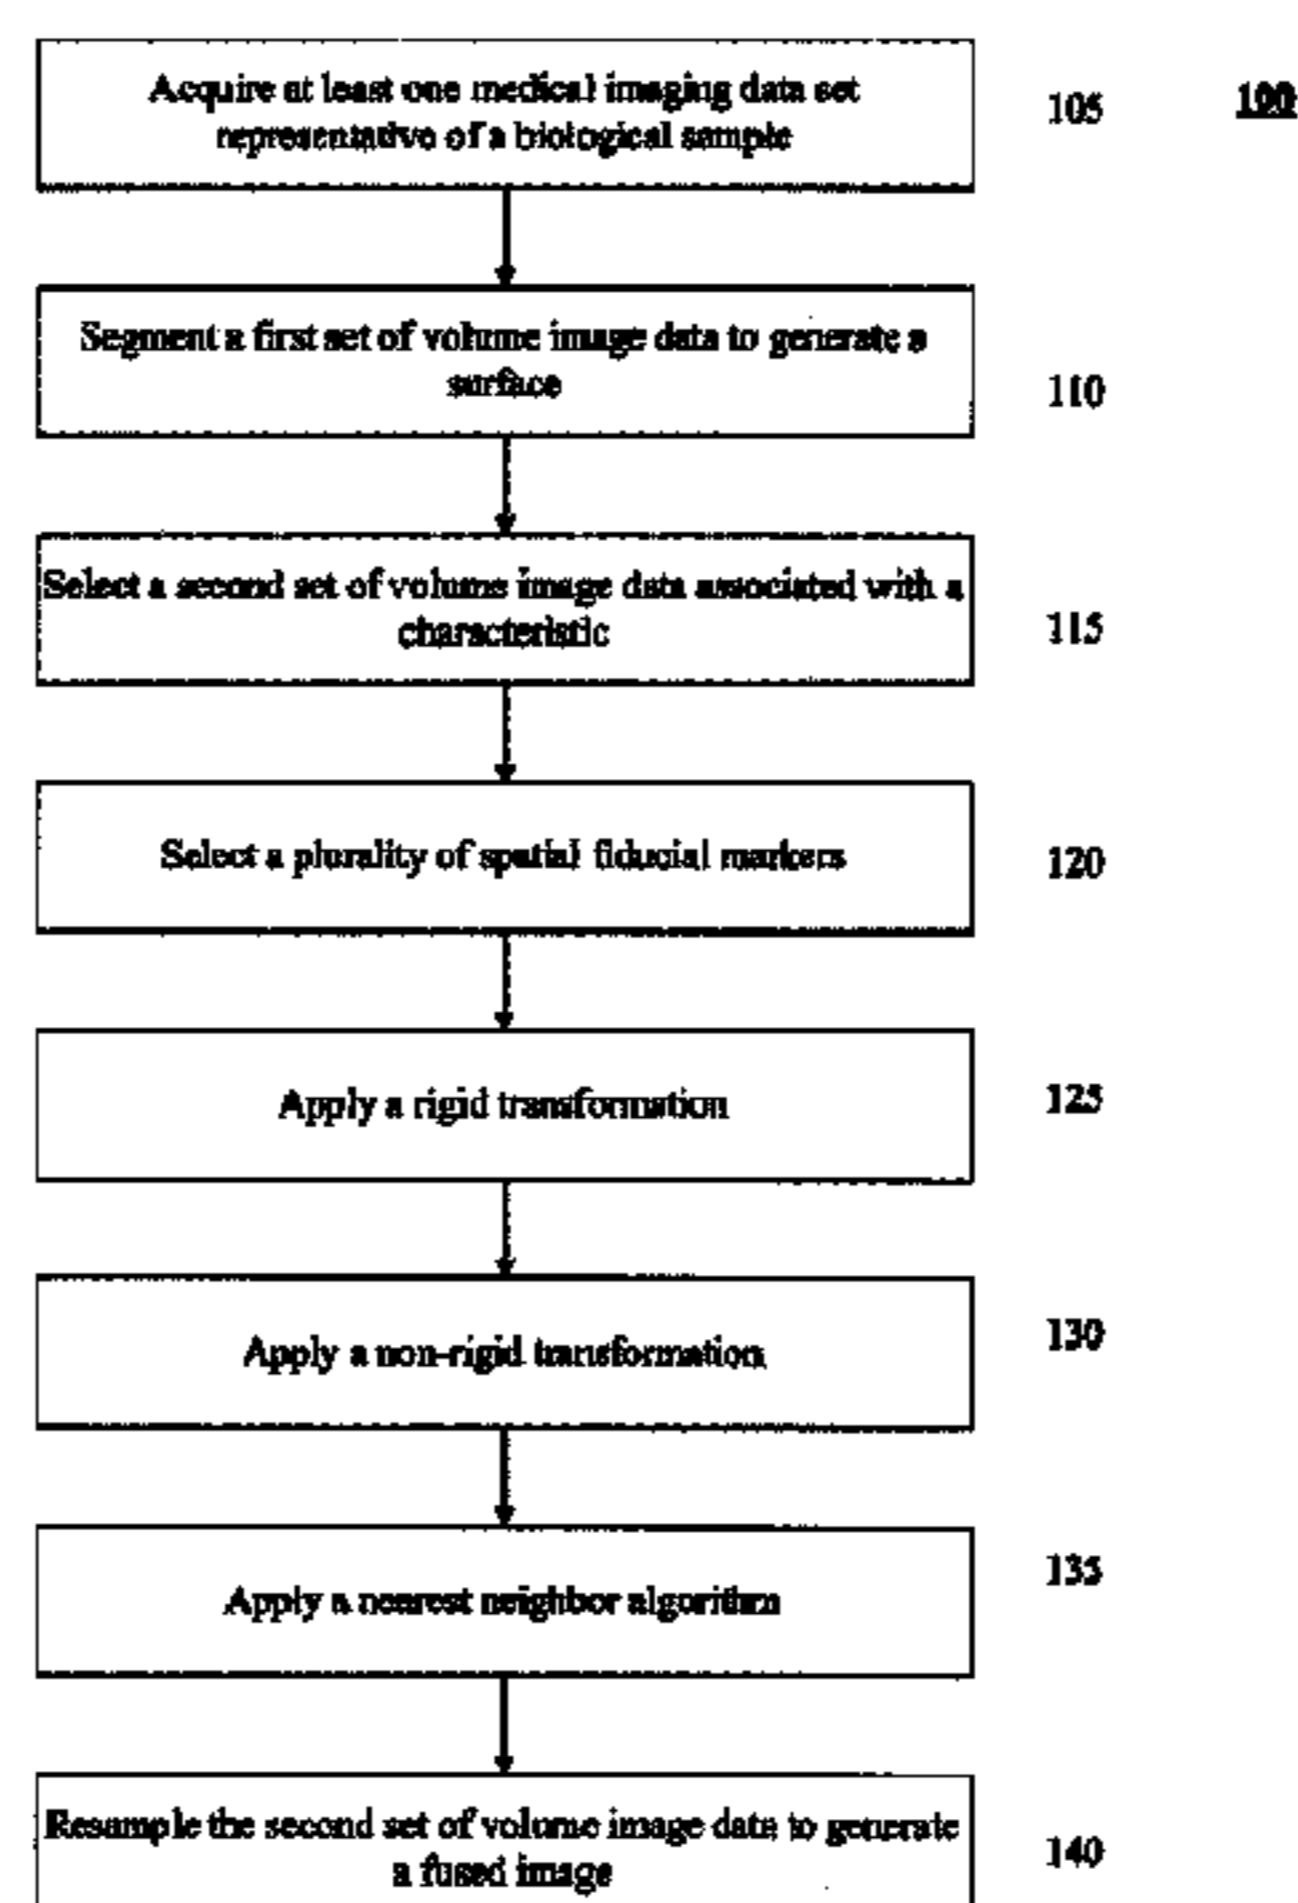 Acquire at least one medical imaging data set
representative of a biological sample
105
100
Segment a first set of volume image data to generate a
surface
110
Select a second set of volume image data associated with a
characteristic
115
Select a plurality of spatial fiducial markers
120
Apply a rigid transformation
125
Apply a non-rigid transformation
130
Apply a nearest neighbor algorithm
135
Resample the second set of volume image data to generate
a fused image
140